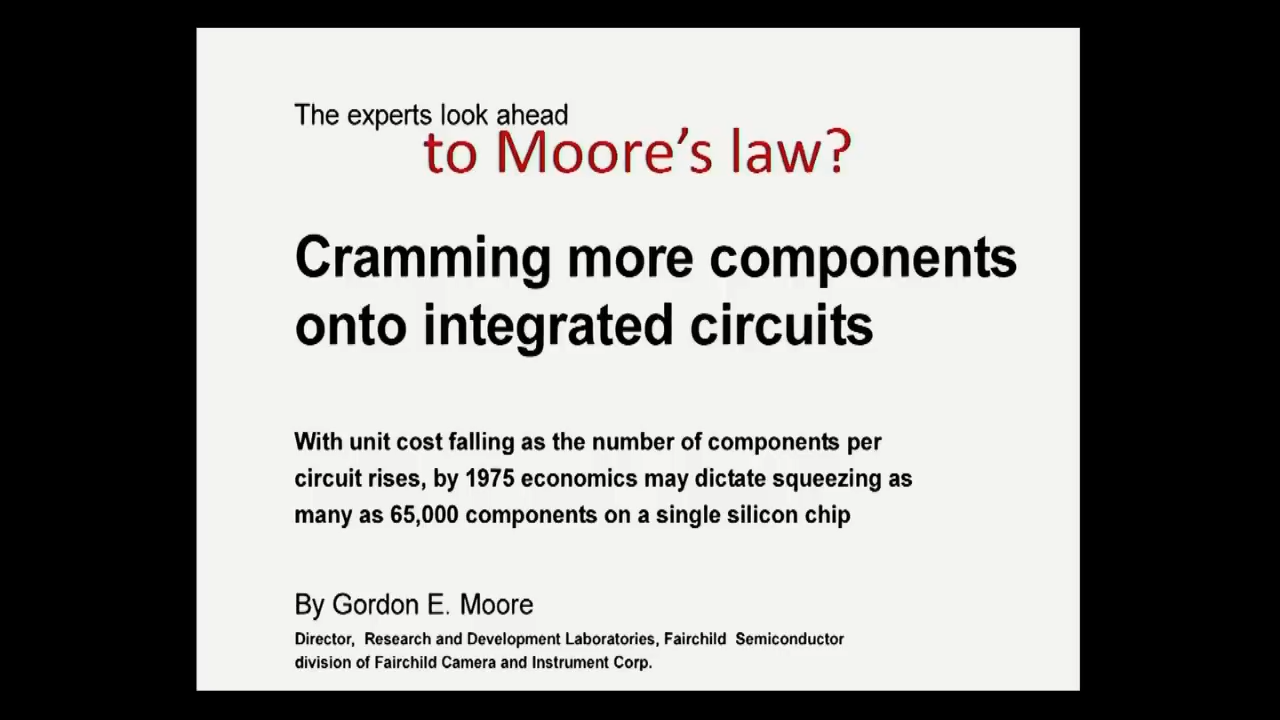 The experts look ahead
to Moore's law?
Cramming more components
onto integrated circuits
With unit cost falling as the number of components per
circuit rises, by 1975 economics may dictate squeezing as
many as 65,000 components on a single silicon chip
By Gordon E. Moore
Director, Research and Development Laboratories, Fairchild Semiconductor
division of Fairchild Camera and Instrument Corp.